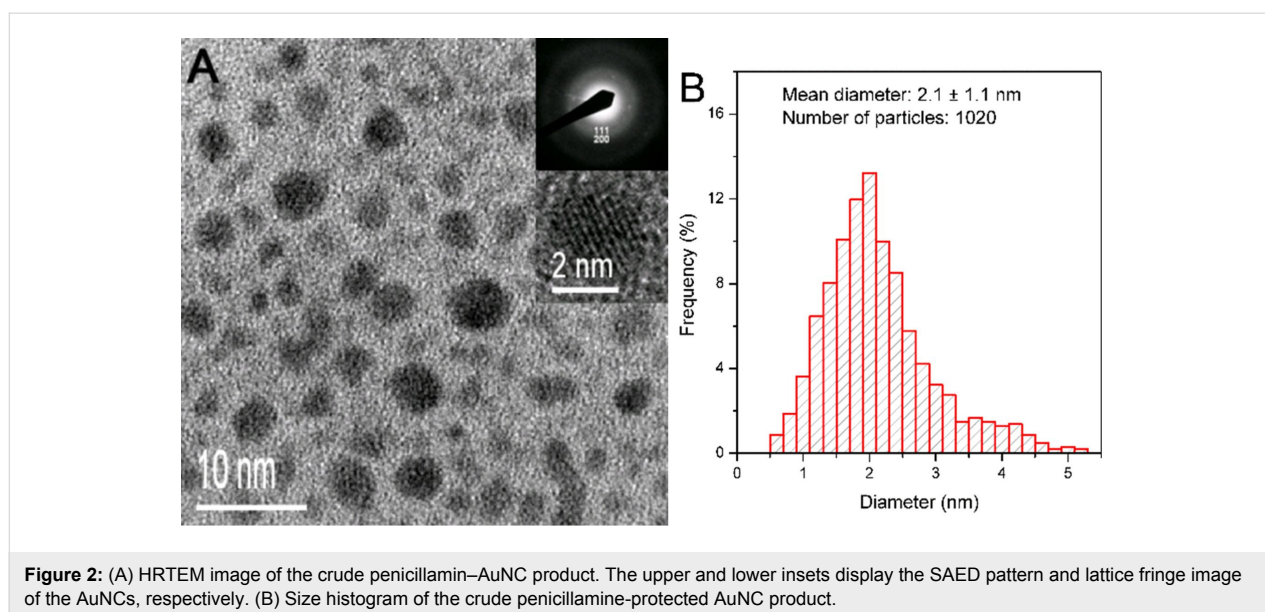 A
111
200
2 nm
10 nm
B
Mean diameter: 2.1 ± 1.1 nm
Number of particles: 1020
16
12
8
4
0
Frequency (%)
0 1 2 3 4 5
Diameter (nm)
Figure 2: (A) HRTEM image of the crude penicillamin–AuNC product. The upper and lower insets display the SAED pattern and lattice fringe image
of the AuNCs, respectively. (B) Size histogram of the crude penicillamine-protected AuNC product.